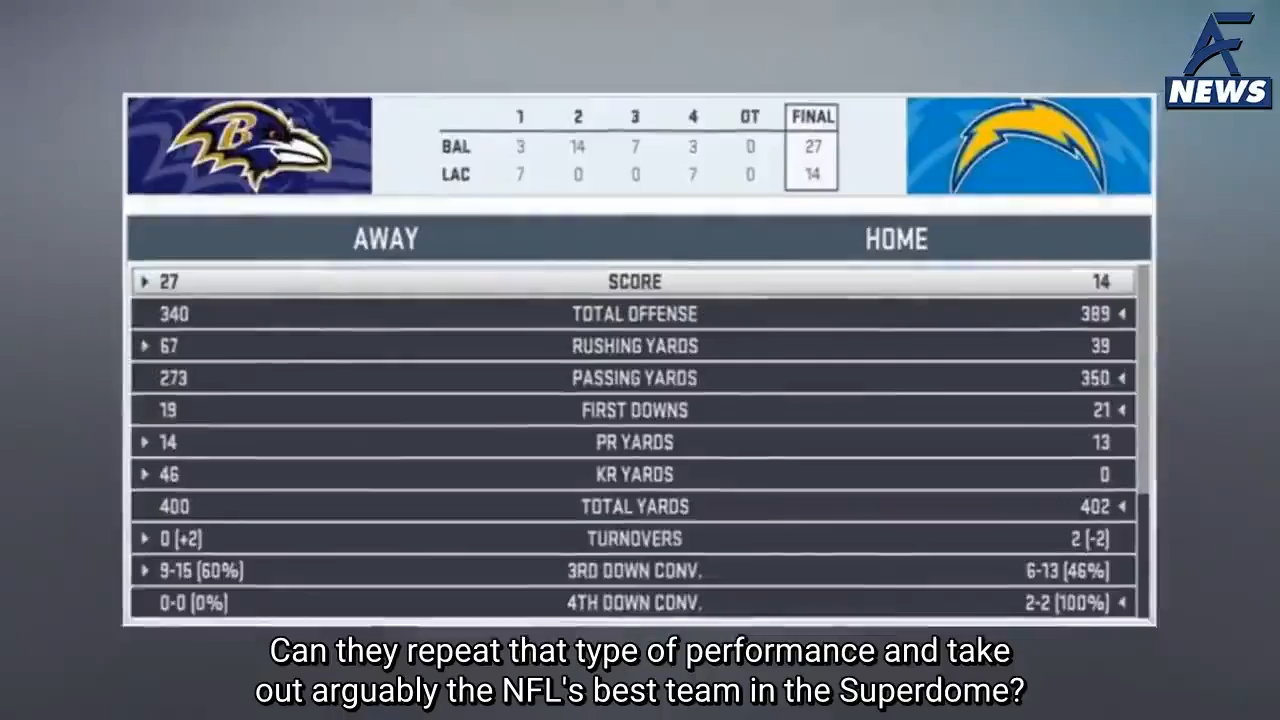 AF
NEWS
1 2 3 4 OT FINAL
BAL 3 14 7 3 0 27
LAC 7 0 0 7 0 14
B
AWAY HOME
27 SCORE 14
340 TOTAL OFFENSE 389
67 RUSHING YARDS 39
273 PASSING YARDS 350
19 FIRST DOWNS 21
14 PR YARDS 13
46 KR YARDS 0
400 TOTAL YARDS 402
0 (+2) TURNOVERS 2 (-2)
9-15 (60%) 3RD DOWN CONV. 6-13 (46%)
0-0 (0%) 4TH DOWN CONV. 2-2 (100%)
Can they repeat that type of performance and take
out arguably the NFL's best team in the Superdome?